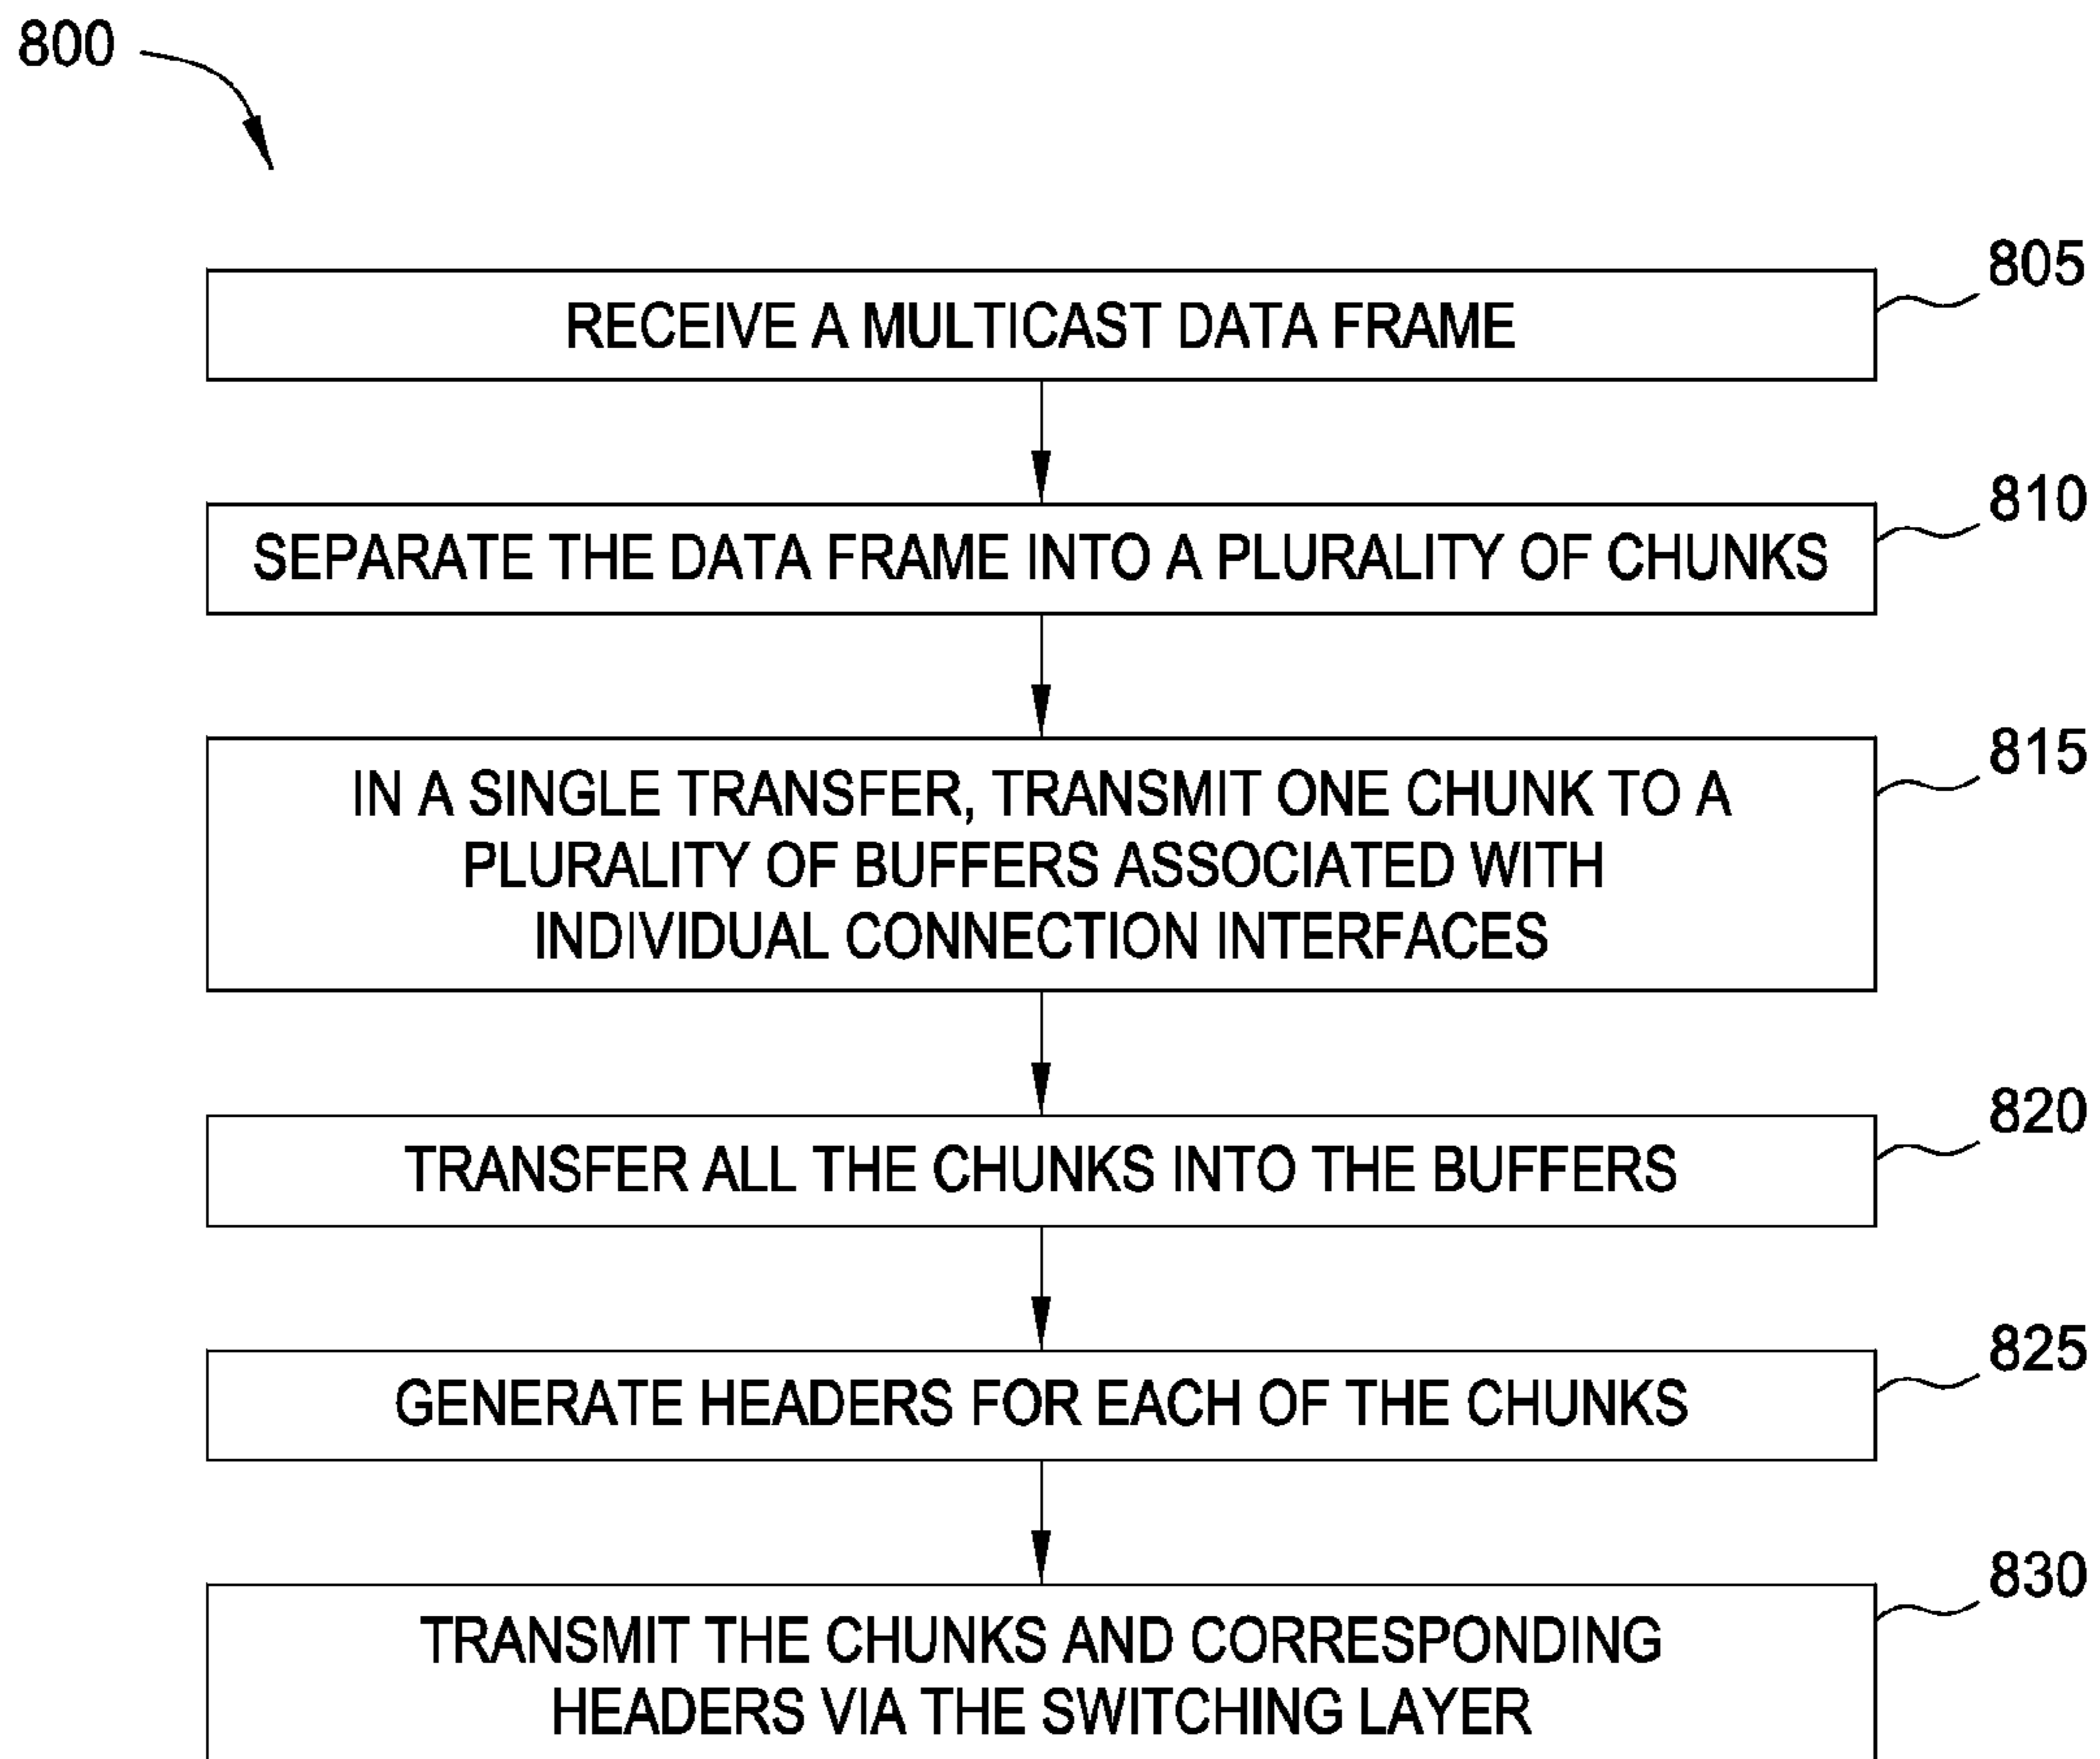 800
805
RECEIVE A MULTICAST DATA FRAME
810
SEPARATE THE DATA FRAME INTO A PLURALITY OF CHUNKS
815
IN A SINGLE TRANSFER, TRANSMIT ONE CHUNK TO A
PLURALITY OF BUFFERS ASSOCIATED WITH
INDIVIDUAL CONNECTION INTERFACES
820
TRANSFER ALL THE CHUNKS INTO THE BUFFERS
825
GENERATE HEADERS FOR EACH OF THE CHUNKS
830
TRANSMIT THE CHUNKS AND CORRESPONDING
HEADERS VIA THE SWITCHING LAYER